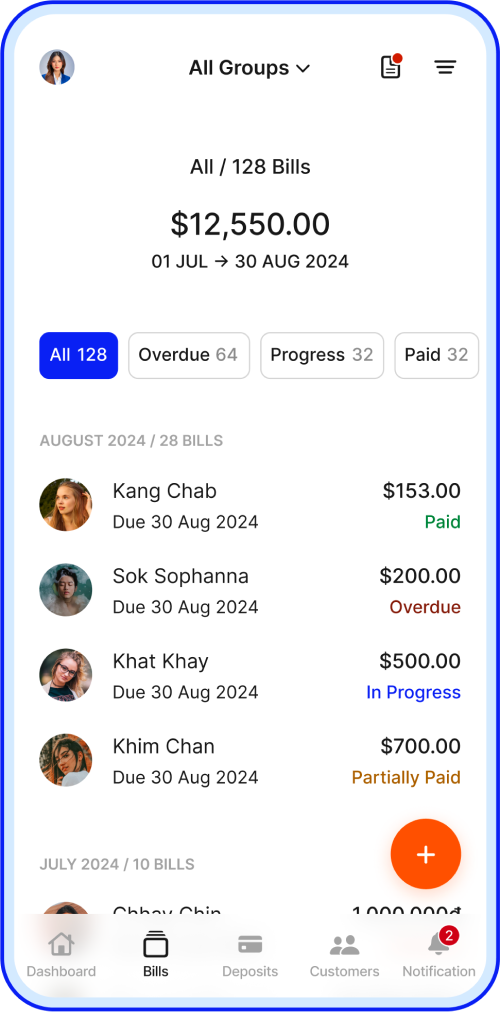 All Groups
All / 128 Bills
$12,550.00
01 JUL → 30 AUG 2024
All 128 Overdue 64 Progress 32 Paid 32
AUGUST 2024 / 28 BILLS
Kang Chab $153.00
Due 30 Aug 2024 Paid
Sok Sophanna $200.00
Due 30 Aug 2024 Overdue
Khat Khay $500.00
Due 30 Aug 2024 In Progress
Khim Chan $700.00
Due 30 Aug 2024 Partially Paid
+
JULY 2024 / 10 BILLS
Chhay Chin 1,000,000₫
2
Dashboard Bills Deposits Customers Notification